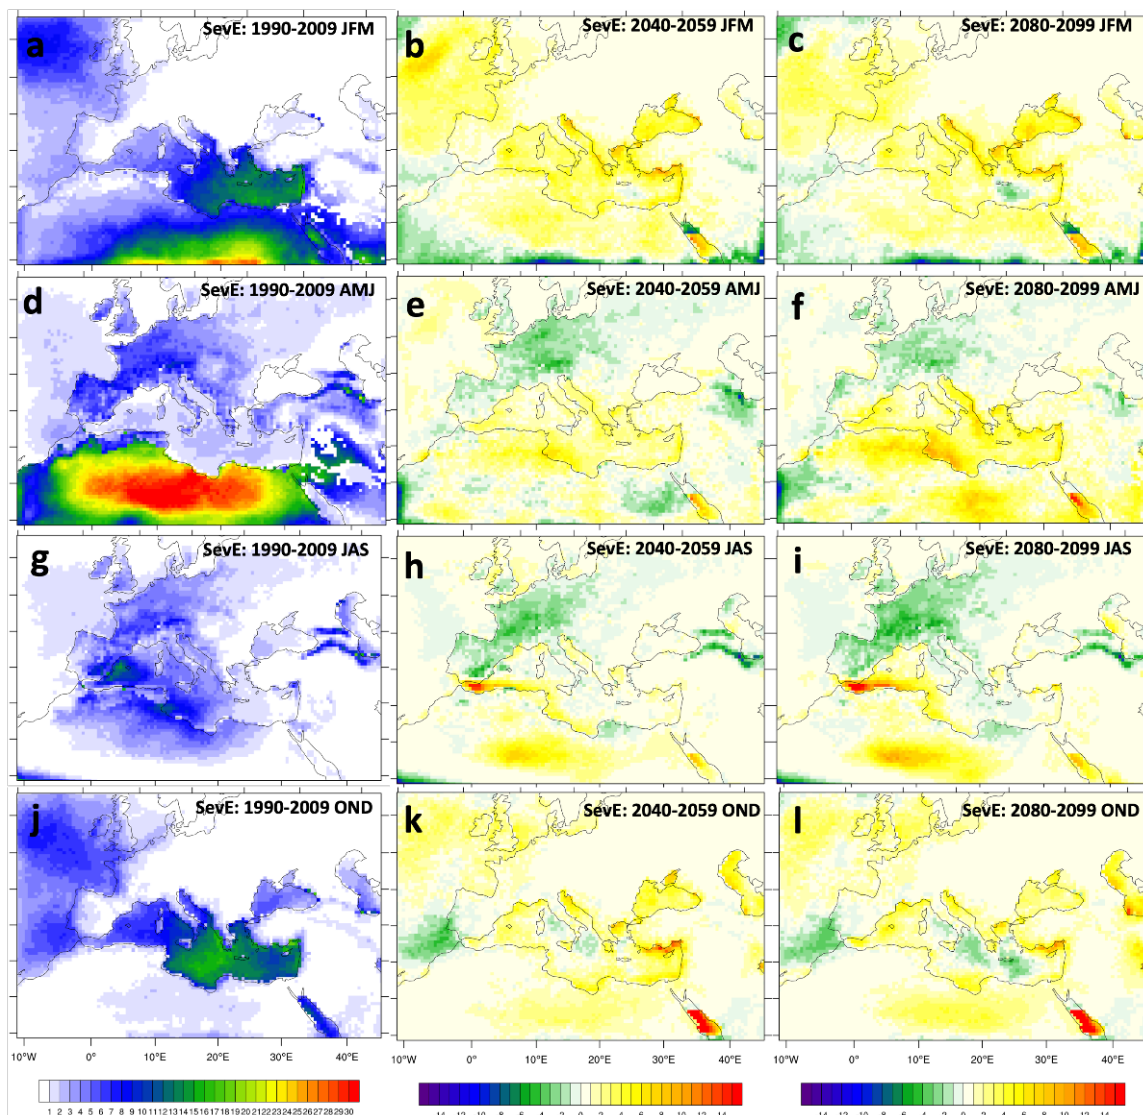 a SevE: 1990-2009 JFM b SevE: 2040-2059 JFM c SevE: 2080-2099 JFM
d SevE: 1990-2009 AMJ e SevE: 2040-2059 AMJ f SevE: 2080-2099 AMJ
g SevE: 1990-2009 JAS h SevE: 2040-2059 JAS i SevE: 2080-2099 JAS
j SevE: 1990-2009 OND k SevE: 2040-2059 OND l SevE: 2080-2099 OND
10°W 0° 10°E 20°E 30°E 40°E 10°W 0° 10°E 20°E 30°E 40°E 10°W 0° 10°E 20°E 30°E 40°E
1 2 3 4 5 6 7 8 9 10 11 12 13 14 15 16 17 18 19 20 21 22 23 24 25 26 27 28 29 30